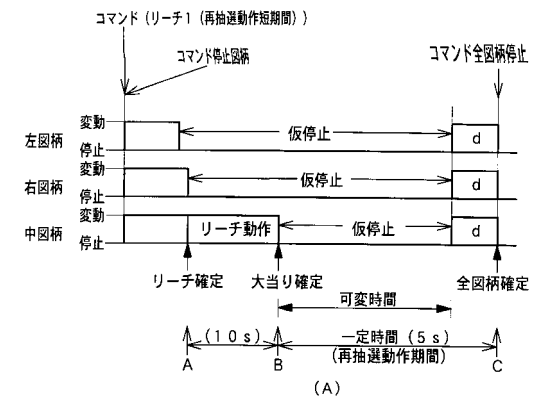 コマンド（リーチ1（再抽選動作短期間））
コマンド停止図柄
コマンド全図柄停止
左図柄
変動
停止
仮停止
d
右図柄
変動
停止
仮停止
d
中図柄
変動
停止
リーチ動作
仮停止
d
リーチ確定
大当り確定
全図柄確定
可変時間
(10s)
一定時間(5s)
(再抽選動作期間)
A
B
C
(A)